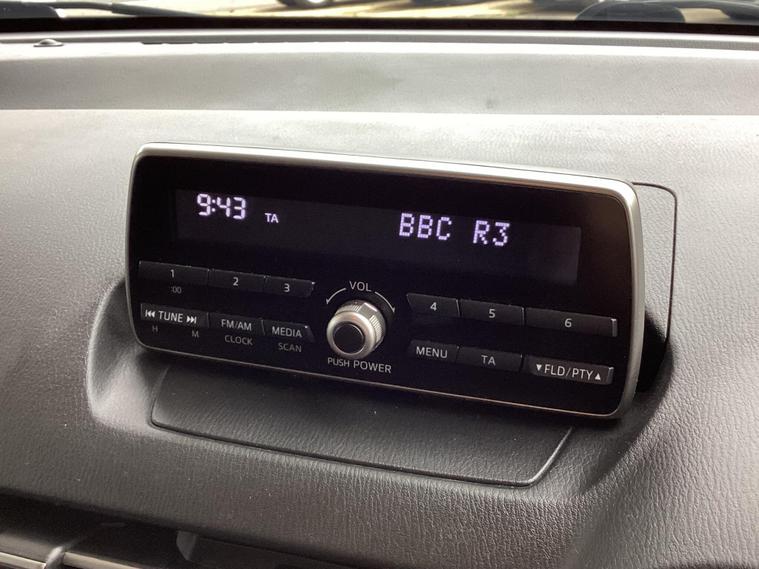 9:43 TA BBC R3
1 2 3 VOL 4 5 6
:00
⏮ TUNE ⏭ FM/AM MEDIA MENU TA ▼FLD/PTY▲
H M CLOCK SCAN
PUSH POWER